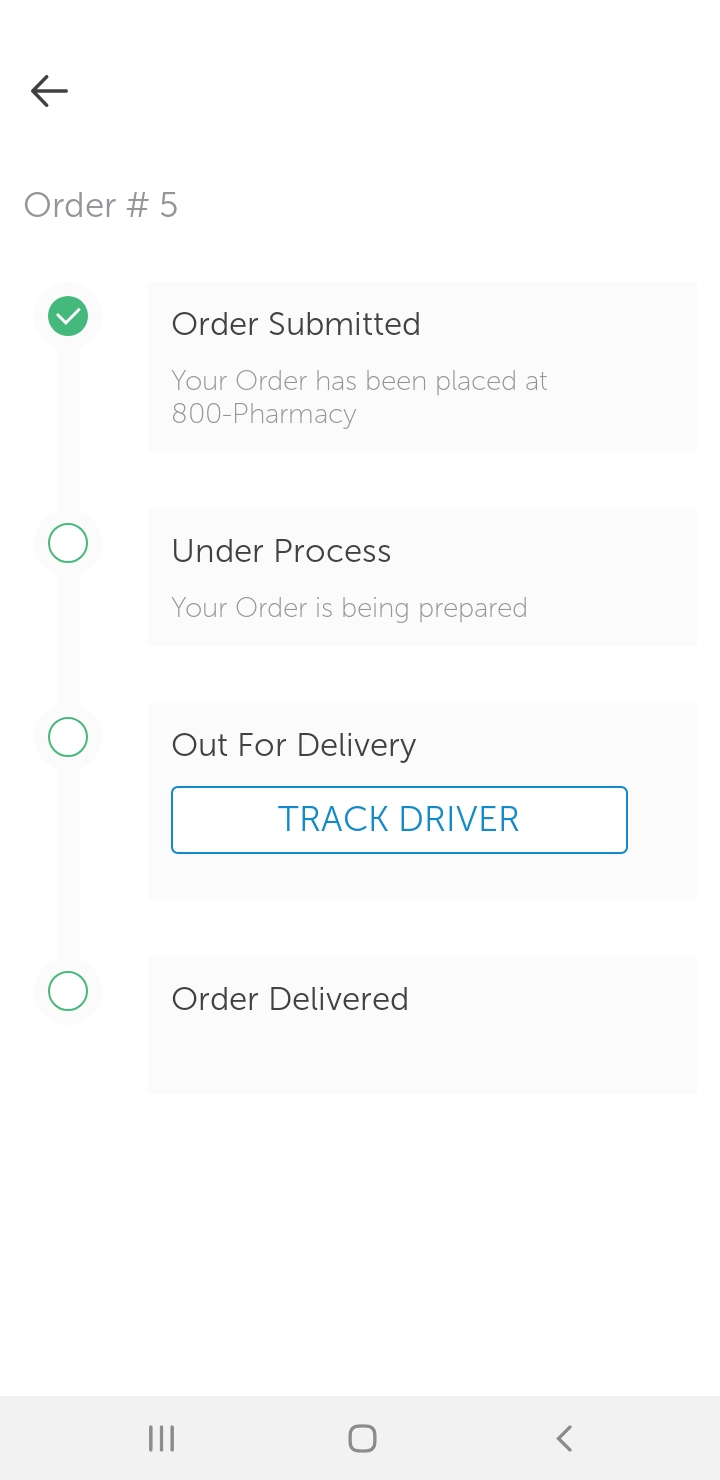 Order # 5
Order Submitted
Your Order has been placed at
800-Pharmacy
Under Process
Your Order is being prepared
Out For Delivery
TRACK DRIVER
Order Delivered